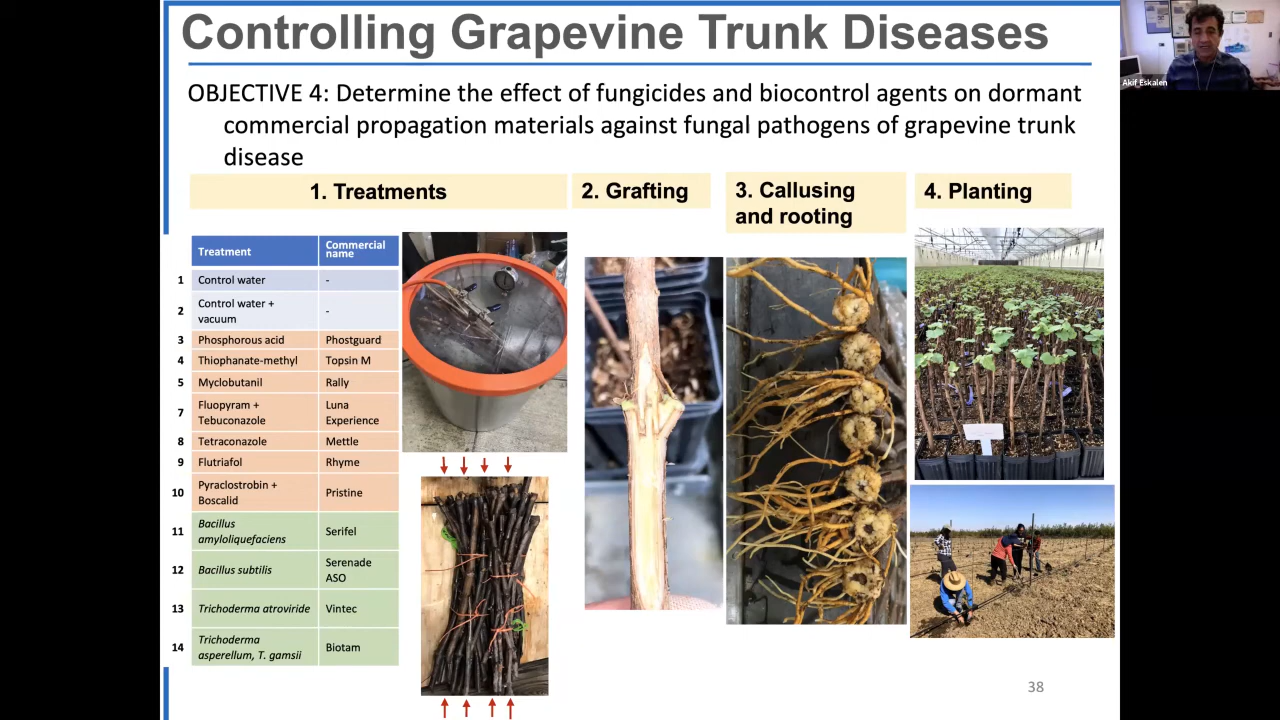 Controlling Grapevine Trunk Diseases
Akif Eskalen
OBJECTIVE 4: Determine the effect of fungicides and biocontrol agents on dormant
commercial propagation materials against fungal pathogens of grapevine trunk
disease
1. Treatments
2. Grafting
3. Callusing
and rooting
4. Planting
Treatment
Commercial
name
1 Control water -
2 Control water +
vacuum -
3 Phosphorous acid Phostguard
4 Thiophanate-methyl Topsin M
5 Myclobutanil Rally
7 Fluopyram +
Tebuconazole
Luna
Experience
8 Tetraconazole Mettle
9 Flutriafol Rhyme
10 Pyraclostrobin +
Boscalid
Pristine
11 Bacillus
amyloliquefaciens
Serifel
12 Bacillus subtilis
Serenade
ASO
13 Trichoderma atroviride Vintec
14 Trichoderma
asperellum, T. gamsii
Biotam
38